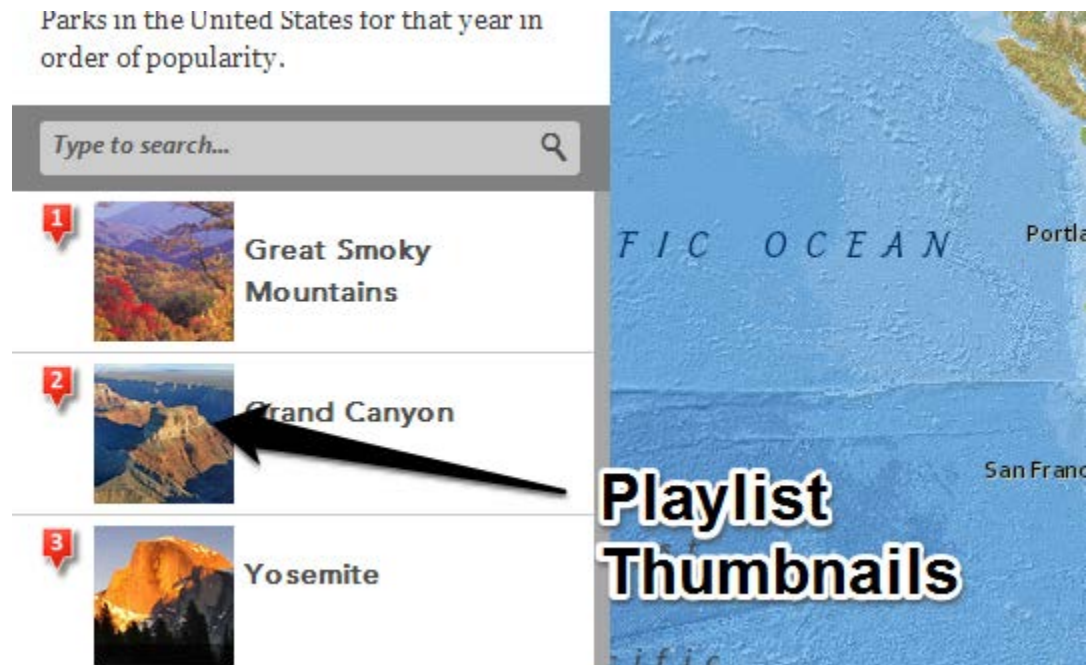 Parks in the United States for that year in
order of popularity.
Type to search...
1
Great Smoky
Mountains
2
Grand Canyon
3
Yosemite
FIC OCEAN
Portla
San Franc
Playlist
Thumbnails